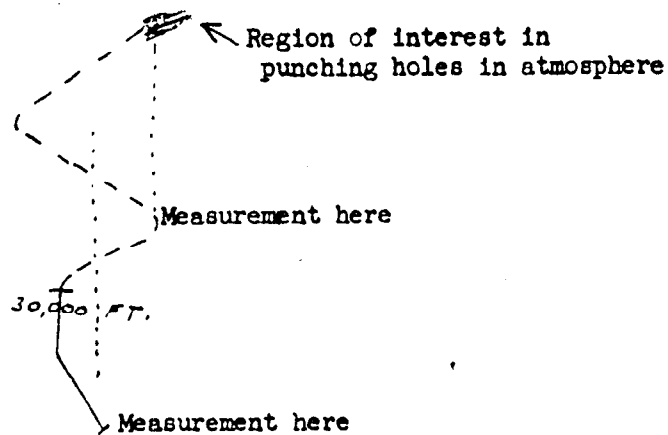 Region of interest in
punching holes in atmosphere
Measurement here
30,000 FT.
Measurement here